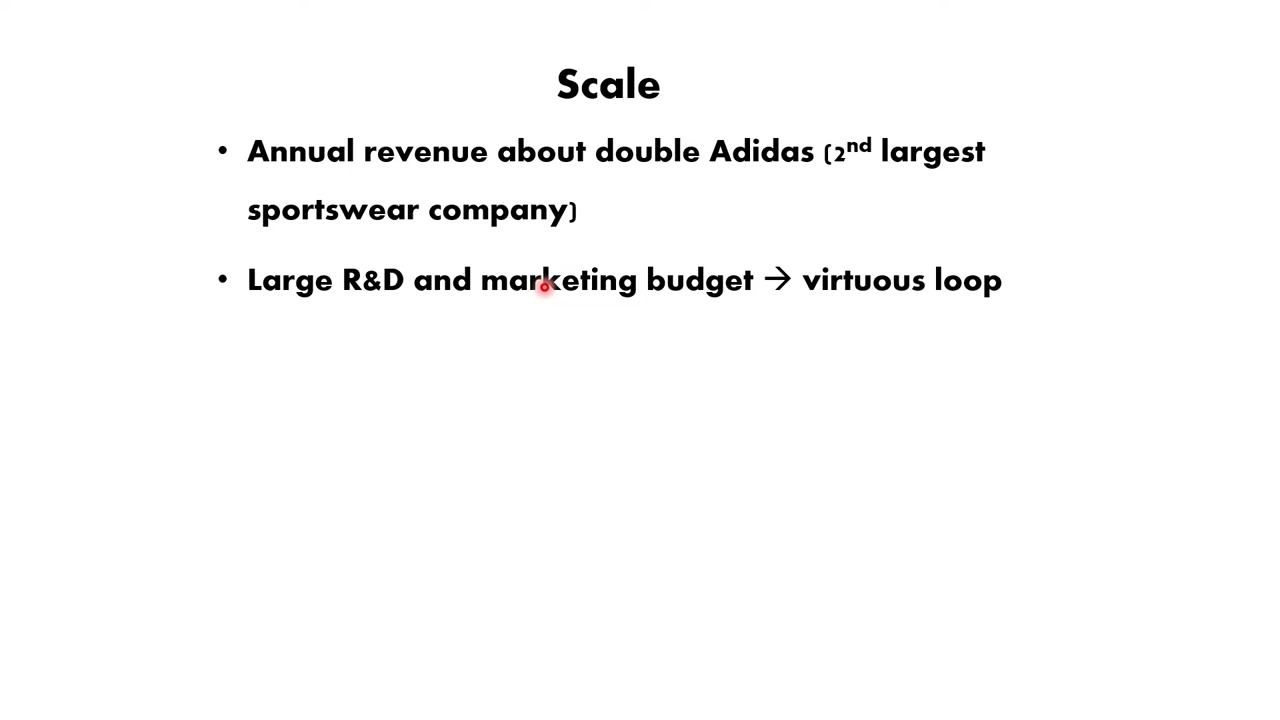 Scale
• Annual revenue about double Adidas (2nd largest
sportswear company)
• Large R&D and marketing budget → virtuous loop